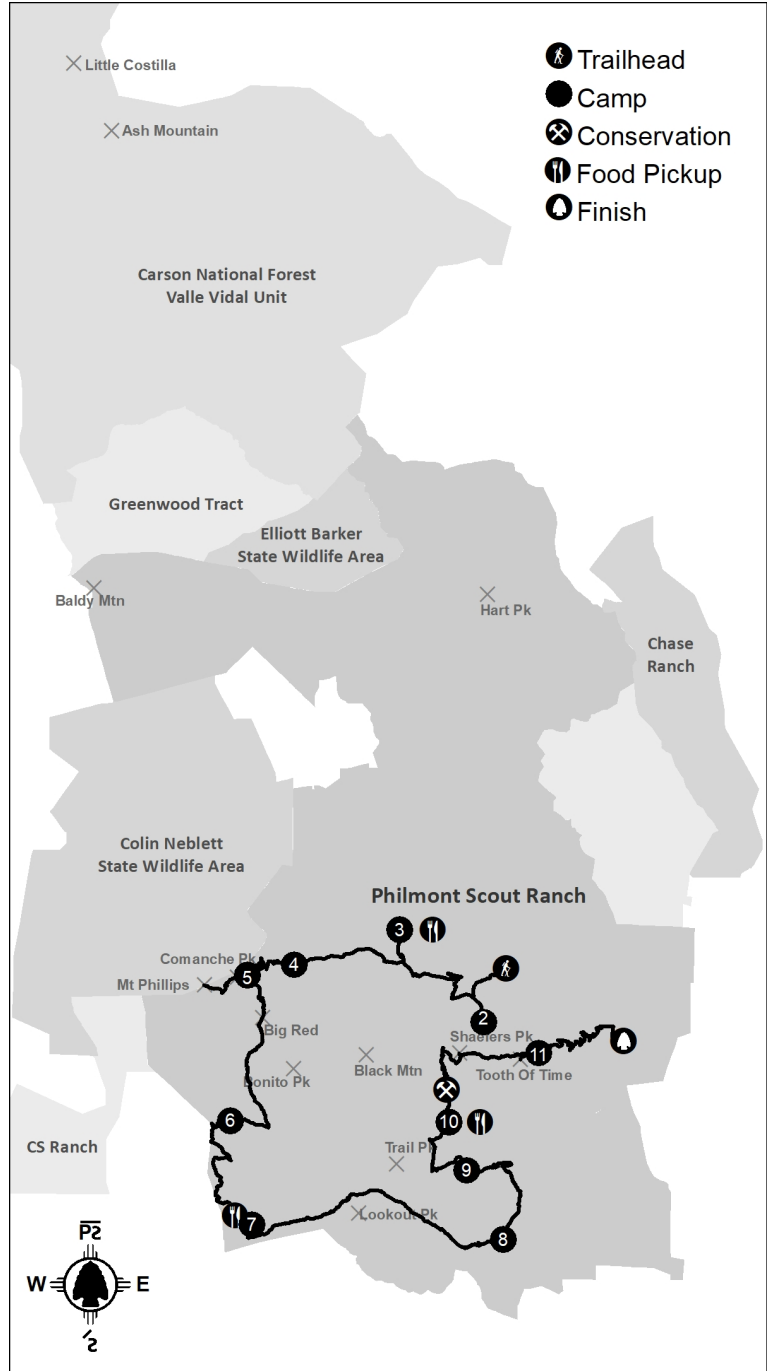 Little Costilla
Ash Mountain
Trailhead
Camp
Conservation
Food Pickup
Finish
Carson National Forest
Valle Vidal Unit
Greenwood Tract
Elliott Barker
State Wildlife Area
Baldy Mtn
Hart Pk
Chase
Ranch
Colin Neblett
State Wildlife Area
Philmont Scout Ranch
3
Comanche Pk
4
5
Mt Phillips
2
Big Red
Shaefers Pk
11
Black Mtn
Tooth Of Time
Bonito Pk
6
10
CS Ranch
Trail Pk
9
Lookout Pk
7
8
W
E